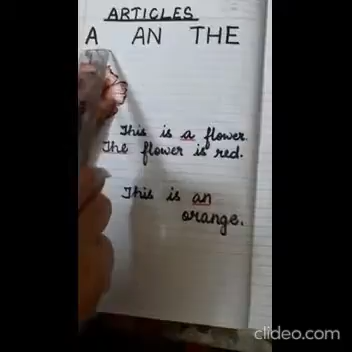 ARTICLES
A AN THE
This is a flower.
The flower is red.
This is an
orange.
clideo.com